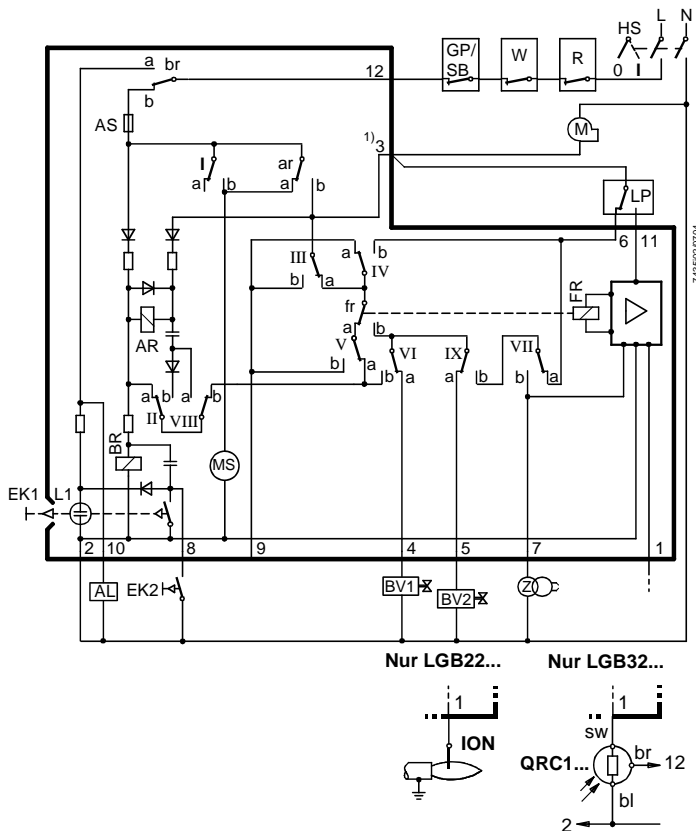 HS L N
GP/
SB W R
0 I
a br
b
12
AS
M
1) 3
I ar
a b a b
LP
6 11
III a b
IV
b a
fr
FR
AR
a b
V VI IX VII
b a b a a b b a
a b a b
II VIII
BR
MS
EK1 L1
2 10 8 9 4 5 7 1
AL EK2 BV1 Z
BV2
Nur LGB22... Nur LGB32...
1 1
sw
ION br
12
QRC1...
bl
2